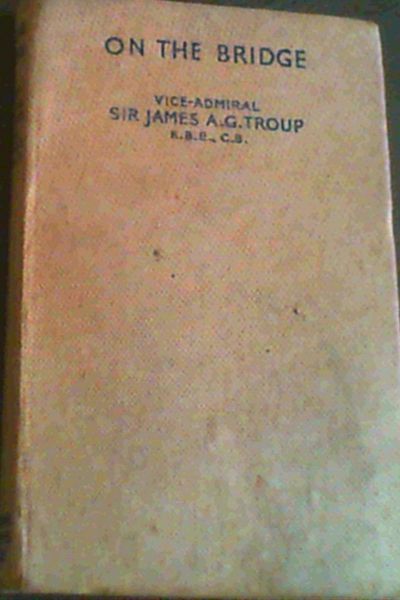 ON THE BRIDGE
VICE-ADMIRAL
SIR JAMES A.G. TROUP
K.B.E., C.B.